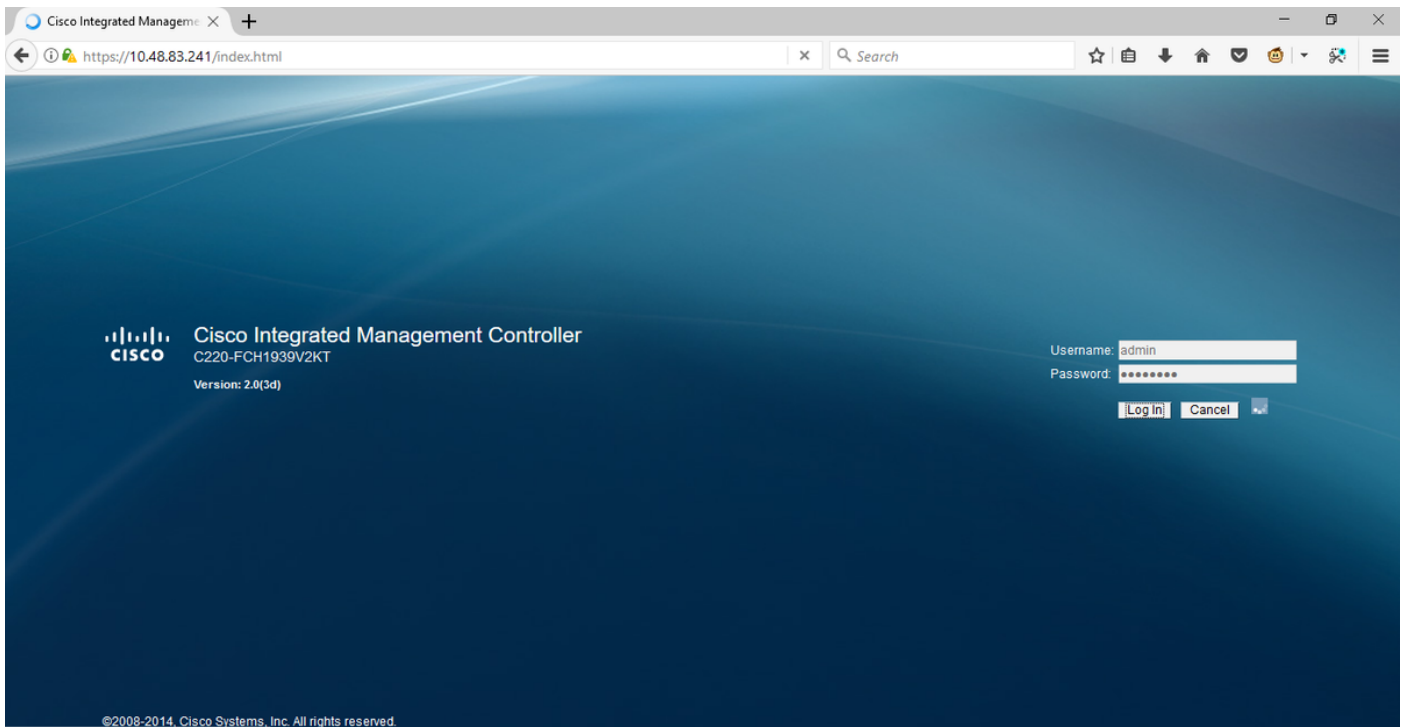 Cisco Integrated Manageme
https://10.48.83.241/index.html
Search
CISCO
Cisco Integrated Management Controller
C220-FCH1939V2KT
Version: 2.0(3d)
Username: admin
Password: ••••••••
Log In Cancel
©2008-2014, Cisco Systems, Inc. All rights reserved.